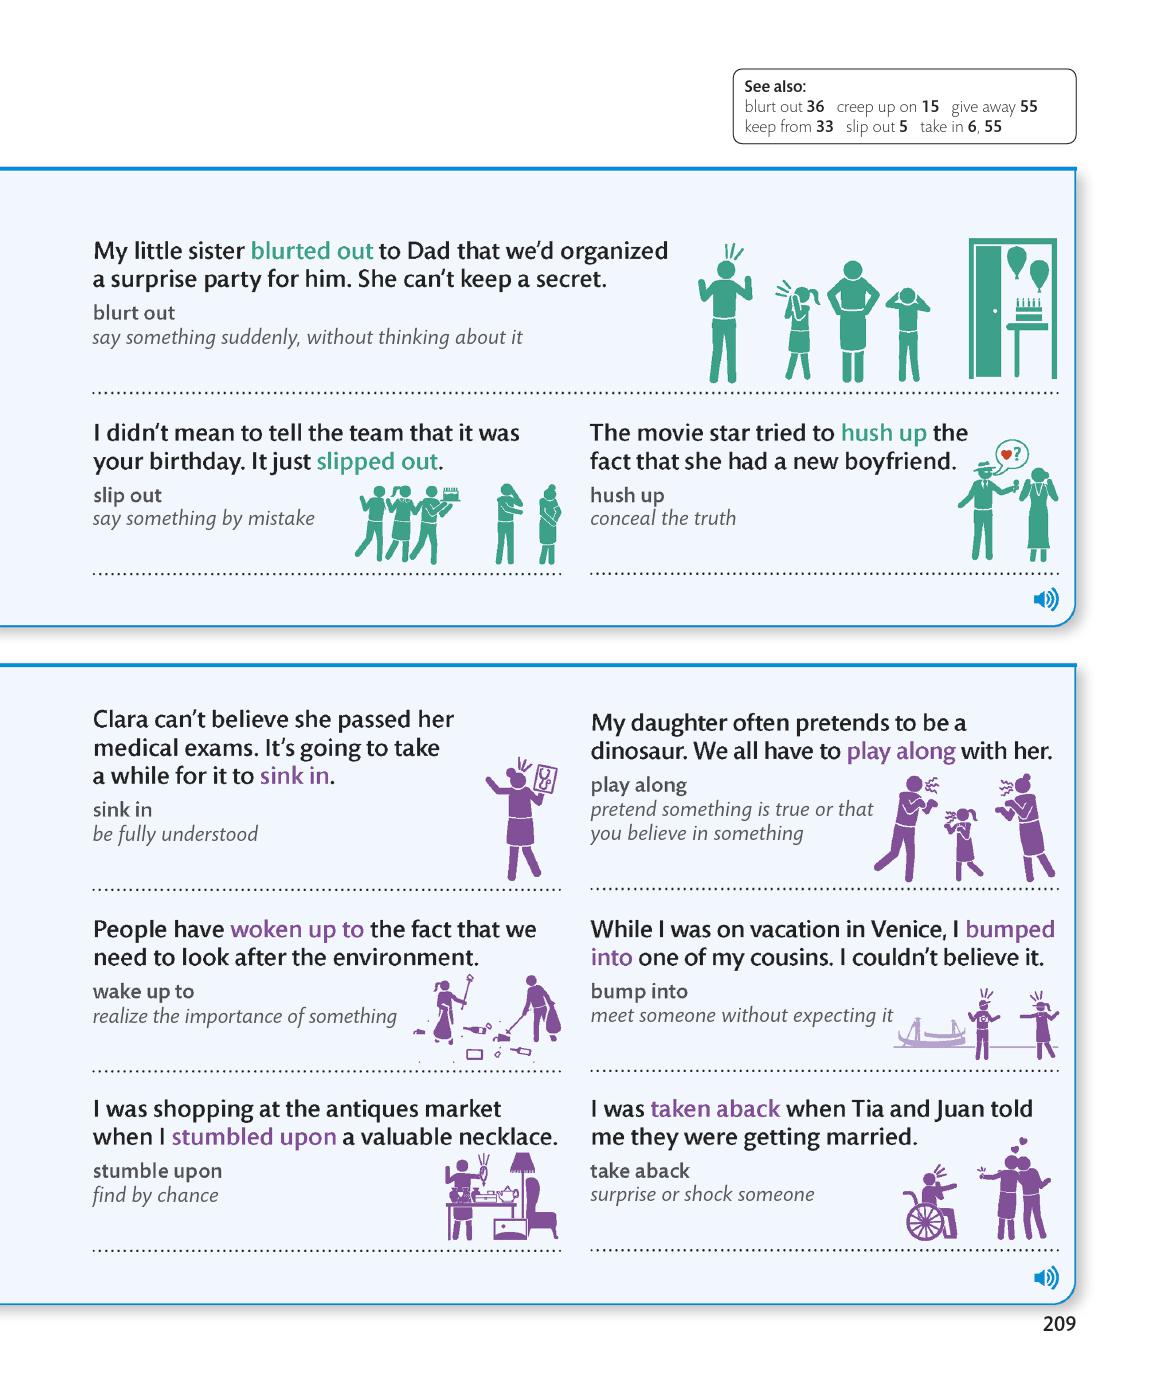 See also:
blurt out 36 creep up on 15 give away 55
keep from 33 slip out 5 take in 6, 55
My little sister blurted out to Dad that we’d organized
a surprise party for him. She can’t keep a secret.
blurt out
say something suddenly, without thinking about it
I didn’t mean to tell the team that it was
your birthday. It just slipped out.
slip out
say something by mistake
The movie star tried to hush up the
fact that she had a new boyfriend.
hush up
conceal the truth
?
Clara can’t believe she passed her
medical exams. It’s going to take
a while for it to sink in.
sink in
be fully understood
My daughter often pretends to be a
dinosaur. We all have to play along with her.
play along
pretend something is true or that
you believe in something
People have woken up to the fact that we
need to look after the environment.
wake up to
realize the importance of something
While I was on vacation in Venice, I bumped
into one of my cousins. I couldn’t believe it.
bump into
meet someone without expecting it
I was shopping at the antiques market
when I stumbled upon a valuable necklace.
stumble upon
find by chance
I was taken aback when Tia and Juan told
me they were getting married.
take aback
surprise or shock someone
209